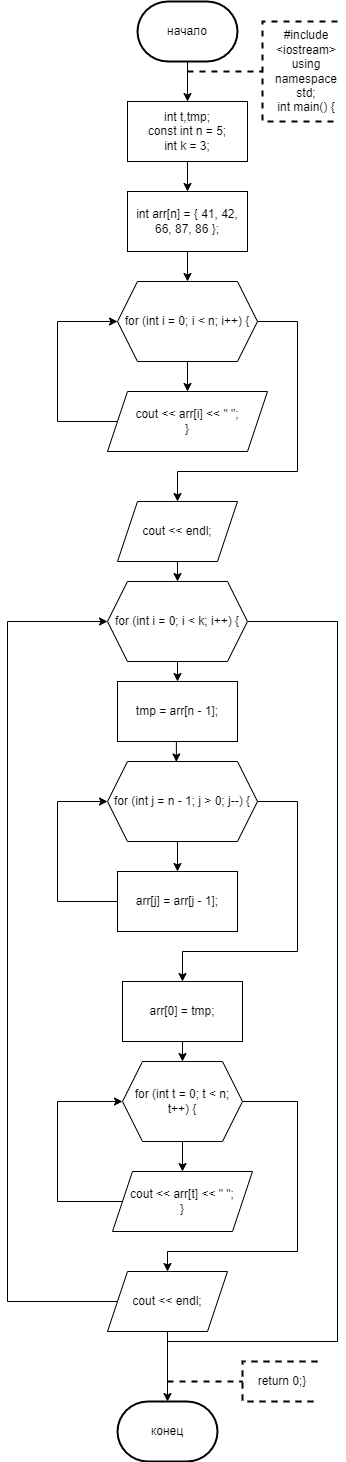 начало
#include
<iostream>
using
namespace
std;
int main() {
int t,tmp;
const int n = 5;
int k = 3;
int arr[n] = { 41, 42,
66, 87, 86 };
for (int i = 0; i < n; i++) {
cout << arr[i] << " ";
}
cout << endl;
for (int i = 0; i < k; i++) {
tmp = arr[n - 1];
for (int j = n - 1; j > 0; j--) {
arr[j] = arr[j - 1];
arr[0] = tmp;
for (int t = 0; t < n;
t++) {
cout << arr[t] << " ";
}
cout << endl;
return 0;}
конец